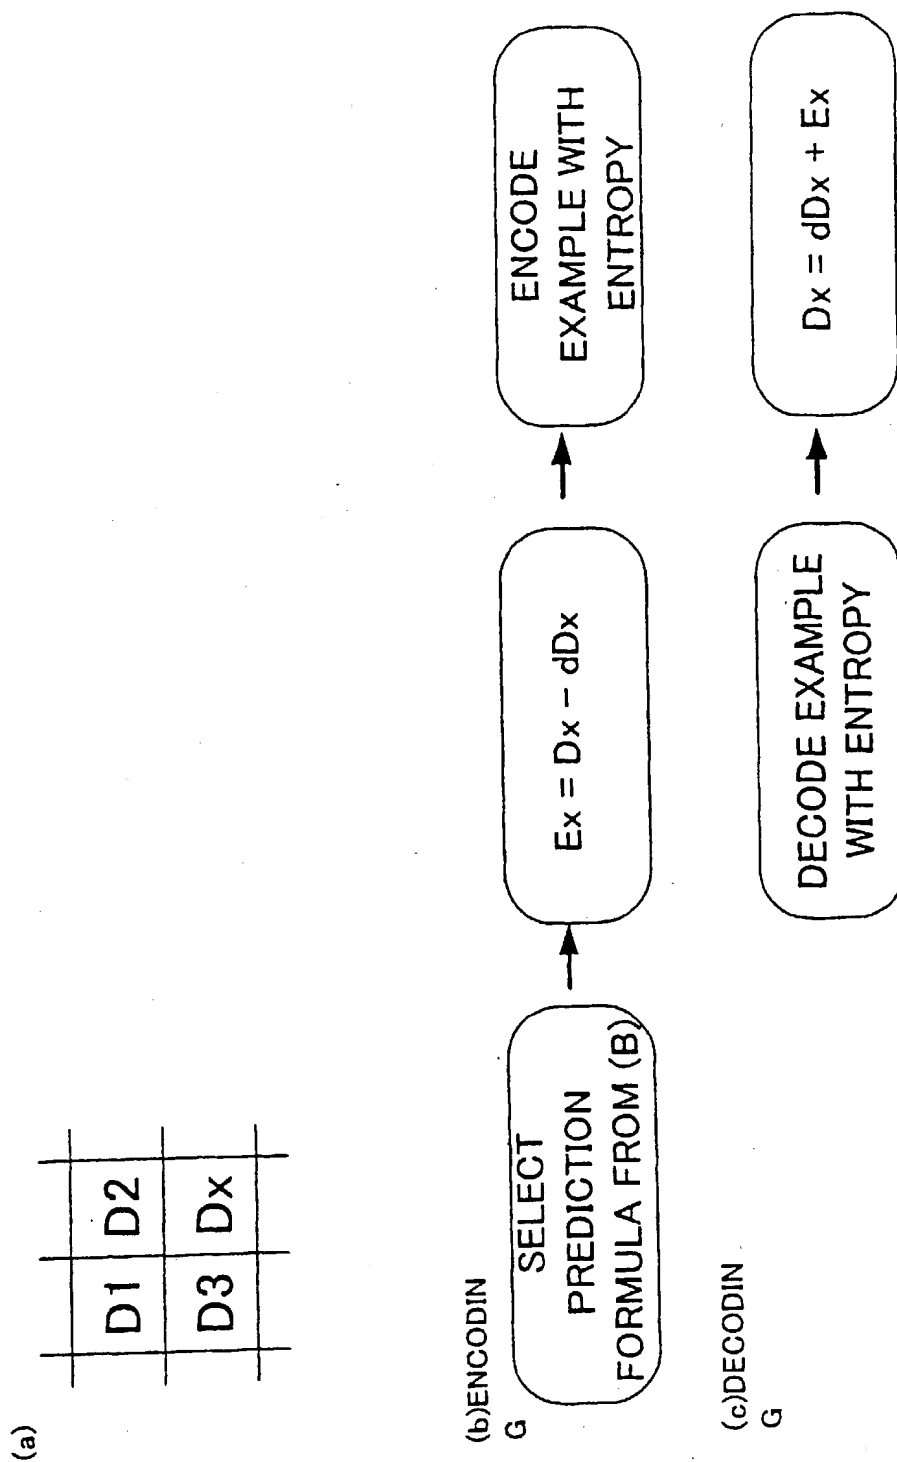 (a)
D1 D2
D3 Dx
(b)ENCODIN
G
SELECT
PREDICTION
FORMULA FROM (B)
Ex = Dx - dDx
ENCODE
EXAMPLE WITH
ENTROPY
(c)DECODIN
G
DECODE EXAMPLE
WITH ENTROPY
Dx = dDx + Ex